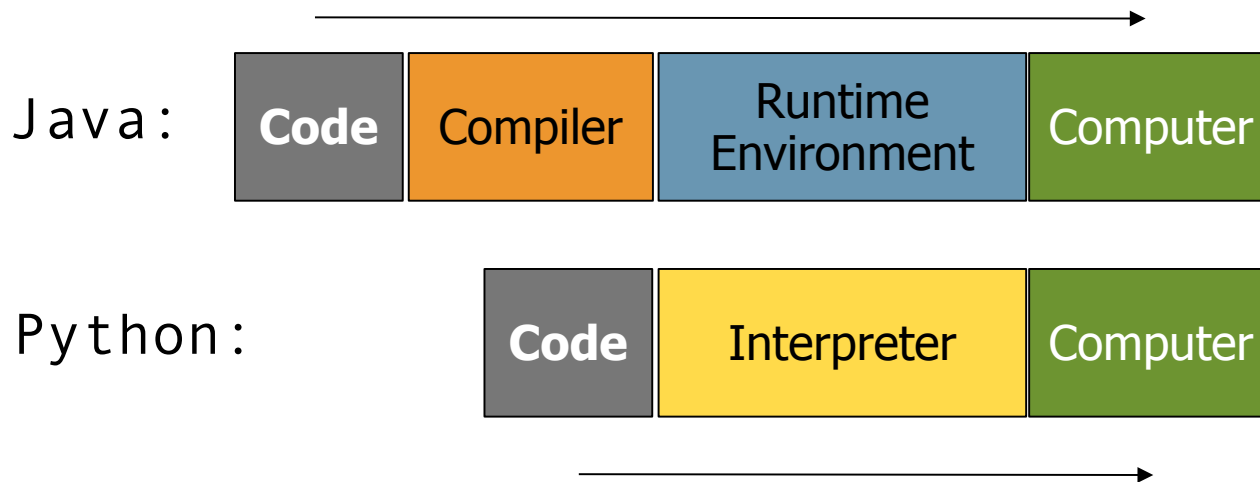 Java:
Code
Compiler
Runtime
Environment
Computer
Python:
Code
Interpreter
Computer